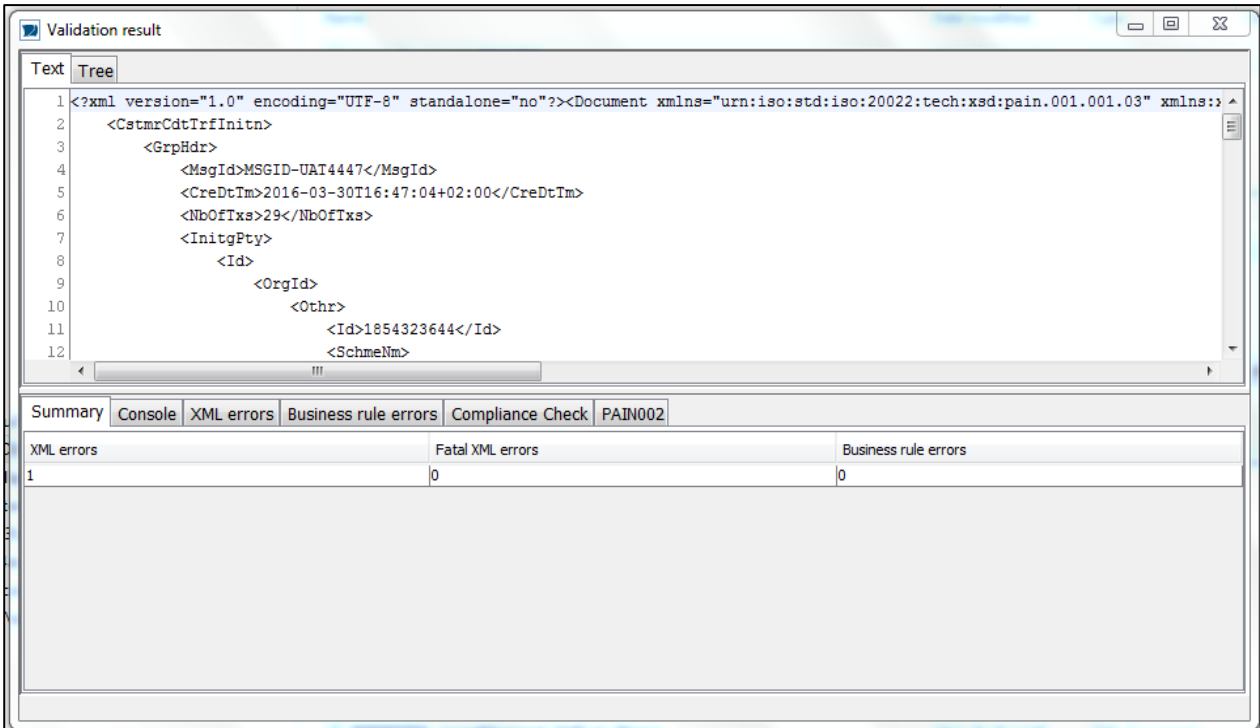 Validation result
Text Tree
1 <?xml version="1.0" encoding="UTF-8" standalone="no"?><Document xmlns="urn:iso:std:iso:20022:tech:xsd:pain.001.001.03" xmlns:
2 <CstmrCdtTrfInitn>
3 <GrpHdr>
4 <MsgId>MSGID-UAT4447</MsgId>
5 <CreDtTm>2016-03-30T16:47:04+02:00</CreDtTm>
6 <NbOfTxs>29</NbOfTxs>
7 <InitgPty>
8 <Id>
9 <OrgId>
10 <Othr>
11 <Id>1854323644</Id>
12 <SchmeNm>
Summary Console XML errors Business rule errors Compliance Check PAIN002
XML errors Fatal XML errors Business rule errors
1 0 0